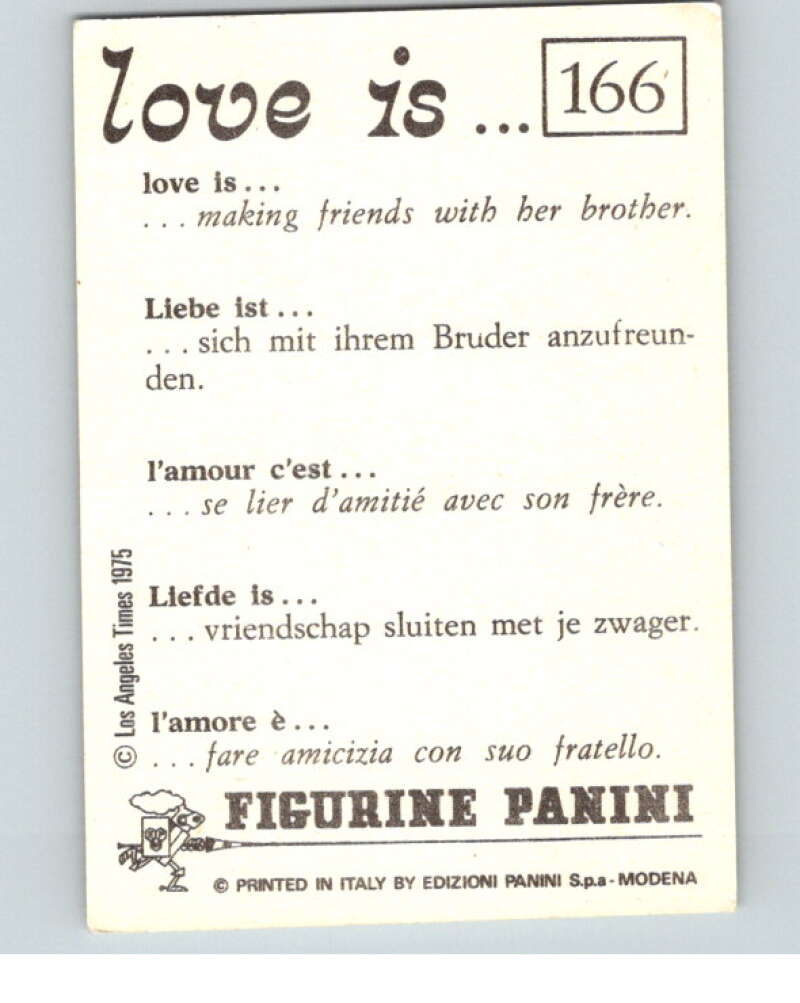 love is ... 166
love is...
...making friends with her brother.
Liebe ist...
...sich mit ihrem Bruder anzufreun-
den.
l'amour c'est...
...se lier d'amitié avec son frère.
Liefde is...
...vriendschap sluiten met je zwager.
l'amore è...
...fare amicizia con suo fratello.
© Los Angeles Times 1975
FIGURINE PANINI
© PRINTED IN ITALY BY EDIZIONI PANINI S.p.a - MODENA